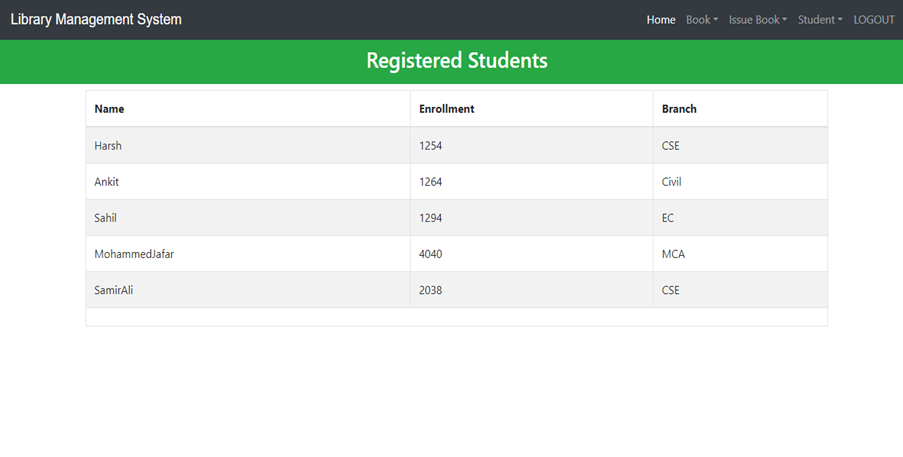 Library Management System Home Book Issue Book Student LOGOUT
Registered Students
Name Enrollment Branch
Harsh 1254 CSE
Ankit 1264 Civil
Sahil 1294 EC
MohammedJafar 4040 MCA
SamirAli 2038 CSE